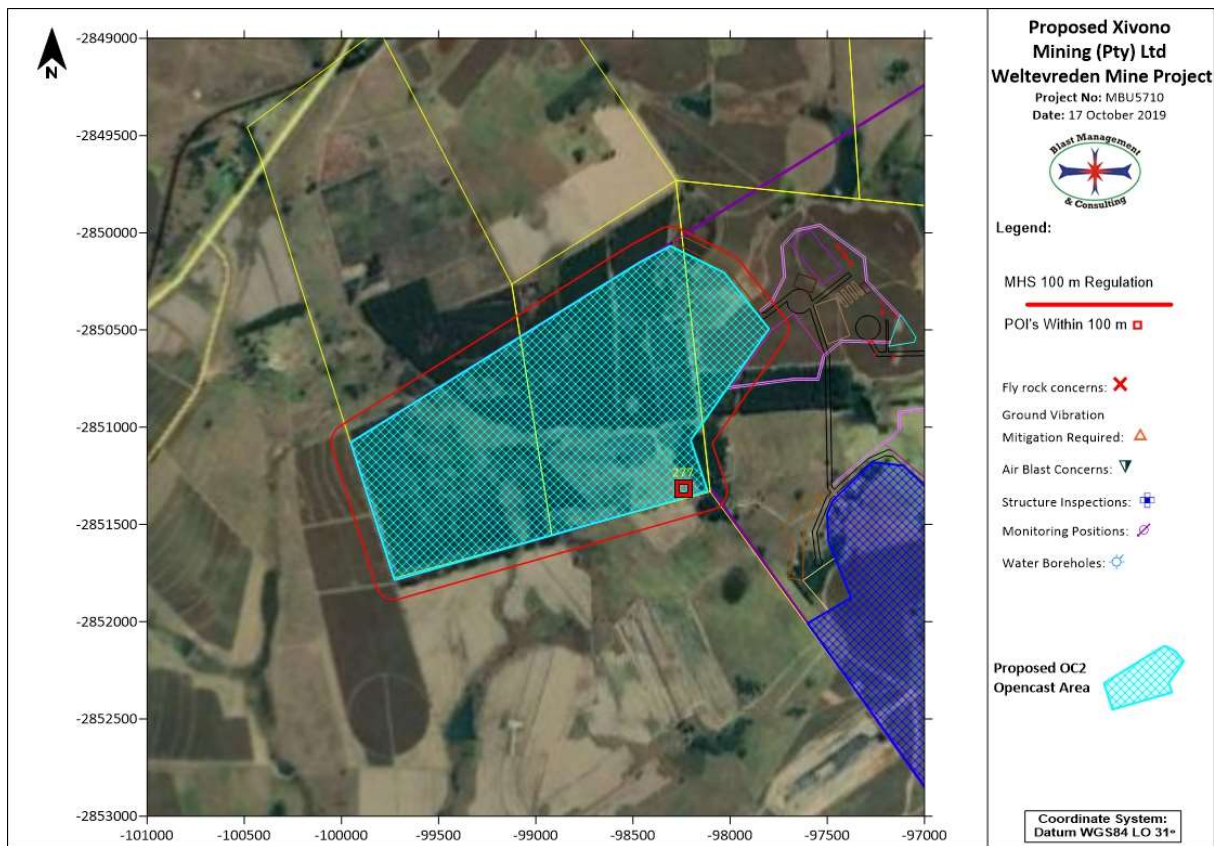 -2849000
-2849500
-2850000
-2850500
-2851000
-2851500
-2852000
-2852500
-2853000
-101000
-100500
-100000
-99500
-99000
-98500
-98000
-97500
-97000
N
277
Proposed Xivono
Mining (Pty) Ltd
Weltevreden Mine Project
Project No: MBU5710
Date: 17 October 2019
Blast Management
& Consulting
Legend:
MHS 100 m Regulation
POI's Within 100 m
Fly rock concerns:
Ground Vibration
Mitigation Required:
Air Blast Concerns:
Structure Inspections:
Monitoring Positions:
Water Boreholes:
Proposed OC2
Opencast Area
Coordinate System:
Datum WGS84 LO 31º